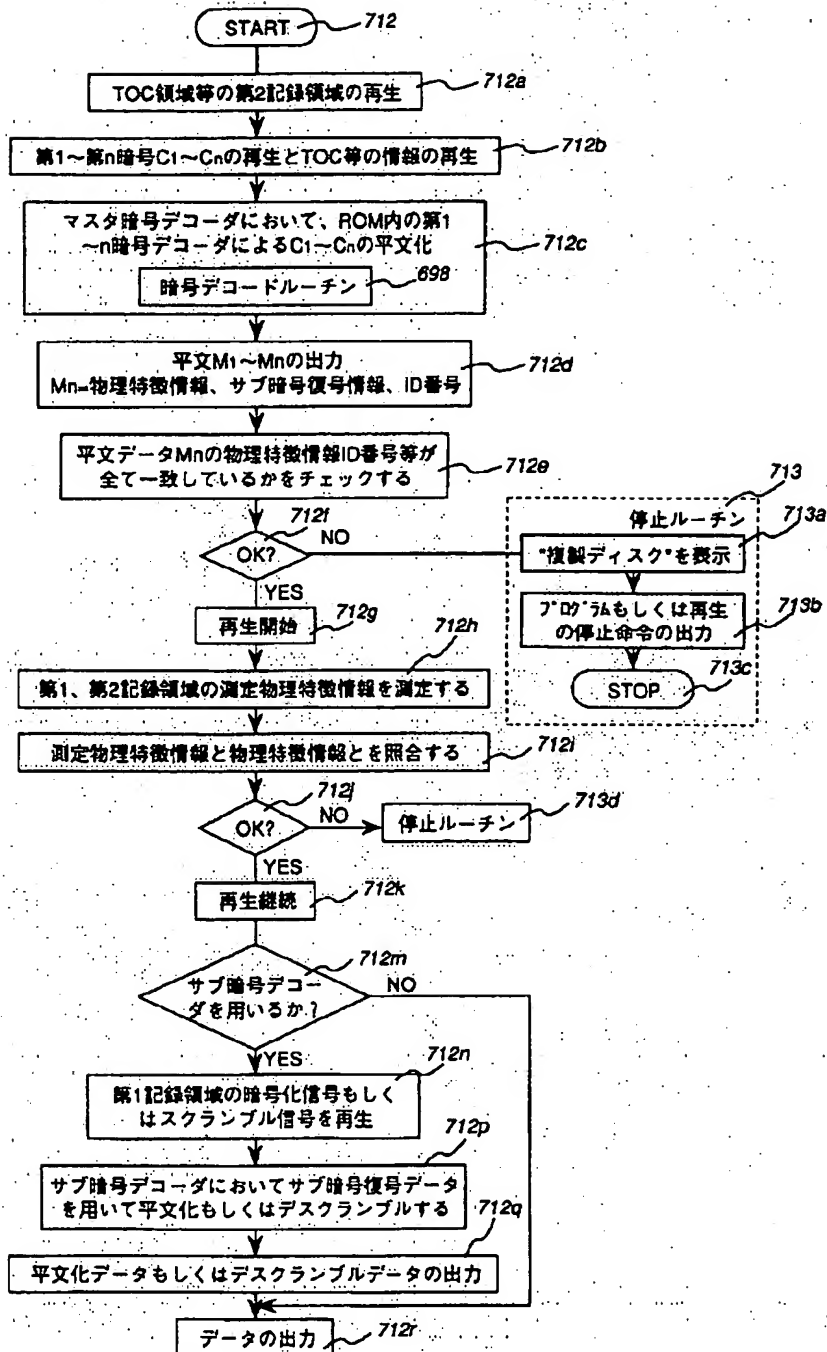 START
712
TOC領域等の第2記録領域の再生
712a
第1~第n暗号C1~Cnの再生とTOC等の情報の再生
712b
マスタ暗号デコーダにおいて、ROM内の第1
~n暗号デコーダによるC1~Cnの平文化
712c
暗号デコードルーチン
698
平文M1~Mnの出力
Mn=物理特徴情報、サブ暗号復号情報、ID番号
712d
平文データMnの物理特徴情報ID番号等が
全て一致しているかをチェックする
712e
712f
OK?
NO
YES
713
停止ルーチン
713a
"複製ディスク"を表示
プログラムもしくは再生
の停止命令の出力
713b
STOP
713c
再生開始
712g
712h
第1、第2記録領域の測定物理特徴情報を測定する
測定物理特徴情報と物理特徴情報とを照合する
712i
712j
OK?
NO
停止ルーチン
713d
YES
再生継続
712k
712m
サブ暗号デコー
ダを用いるか?
NO
YES
712n
第1記録領域の暗号化信号もしく
はスクランブル信号を再生
712p
サブ暗号デコーダにおいてサブ暗号復号データ
を用いて平文化もしくはデスクランブルする
712q
平文化データもしくはデスクランブルデータの出力
データの出力
712r